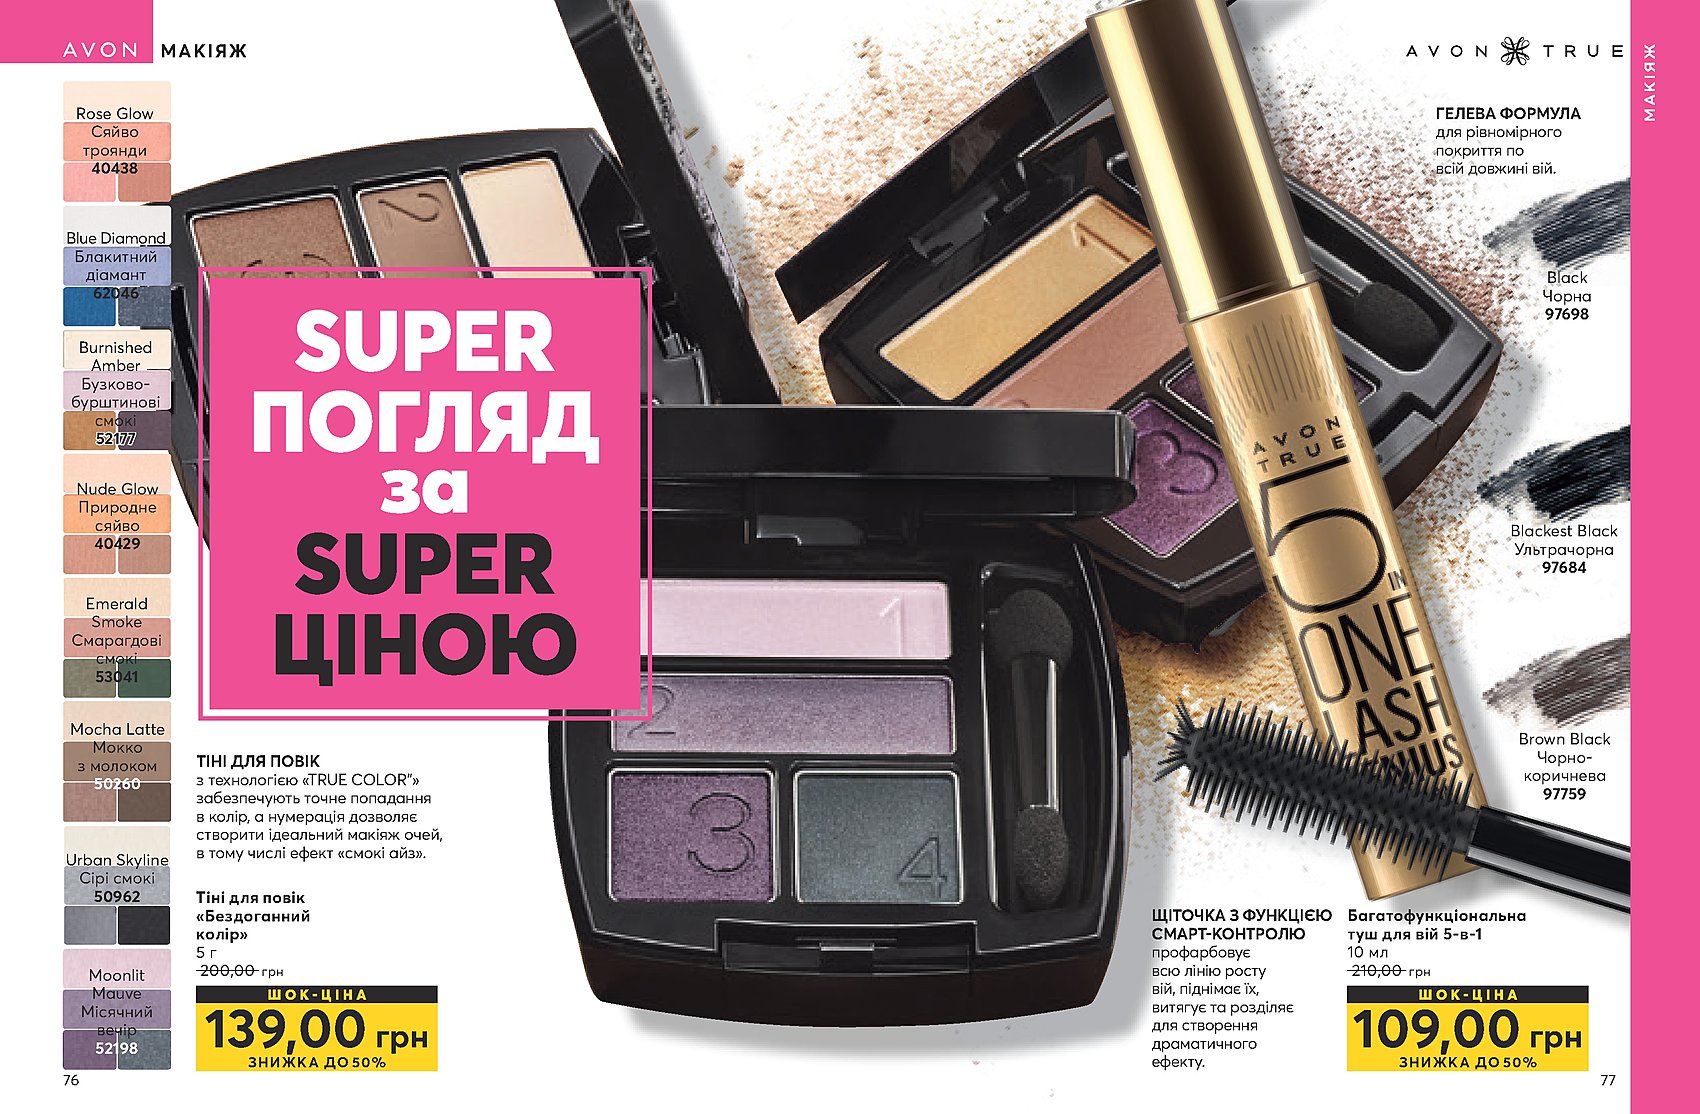 AVON МАКІЯЖ
Rose Glow
Сяйво
троянди
40438
Blue Diamond
Блакитний
діамант
62046
Burnished
Amber
Бузково-
бурштинові
смокі
52177
Nude Glow
Природне
сяйво
40429
Emerald
Smoke
Смарагдові
смокі
53041
Mocha Latte
Мокко
з молоком
50260
Urban Skyline
Сірі смокі
50962
Moonlit
Mauve
Місячний
вечір
52198
76
SUPER
ПОГЛЯД
за
SUPER
ЦІНОЮ
ТІНІ ДЛЯ ПОВІК
з технологією «TRUE COLOR"»
забезпечують точне попадання
в колір, а нумерація дозволяє
створити ідеальний макіяж очей,
в тому числі ефект «смокі айз».
Тіні для повік
«Бездоганний
колір»
5 г
200,00 грн
ШОК-ЦІНА
139,00 грн
ЗНИЖКА ДО 50%
2
1
3
1
2
3
4
AVON
TRUE
5
IN
ONE
LASH
AVON TRUE
МАКІЯЖ
ГЕЛЕВА ФОРМУЛА
для рівномірного
покриття по
всій довжині вій.
Black
Чорна
97698
Blackest Black
Ультрачорна
97684
Brown Black
Чорно-
коричнева
97759
ЩІТОЧКА З ФУНКЦІЄЮ
СМАРТ-КОНТРОЛЮ
профарбовує
всю лінію росту
вій, піднімає їх,
витягує та розділяє
для створення
драматичного
ефекту.
Багатофункціональна
туш для вій 5-в-1
10 мл
210,00 грн
ШОК-ЦІНА
109,00 грн
ЗНИЖКА ДО 50%
77